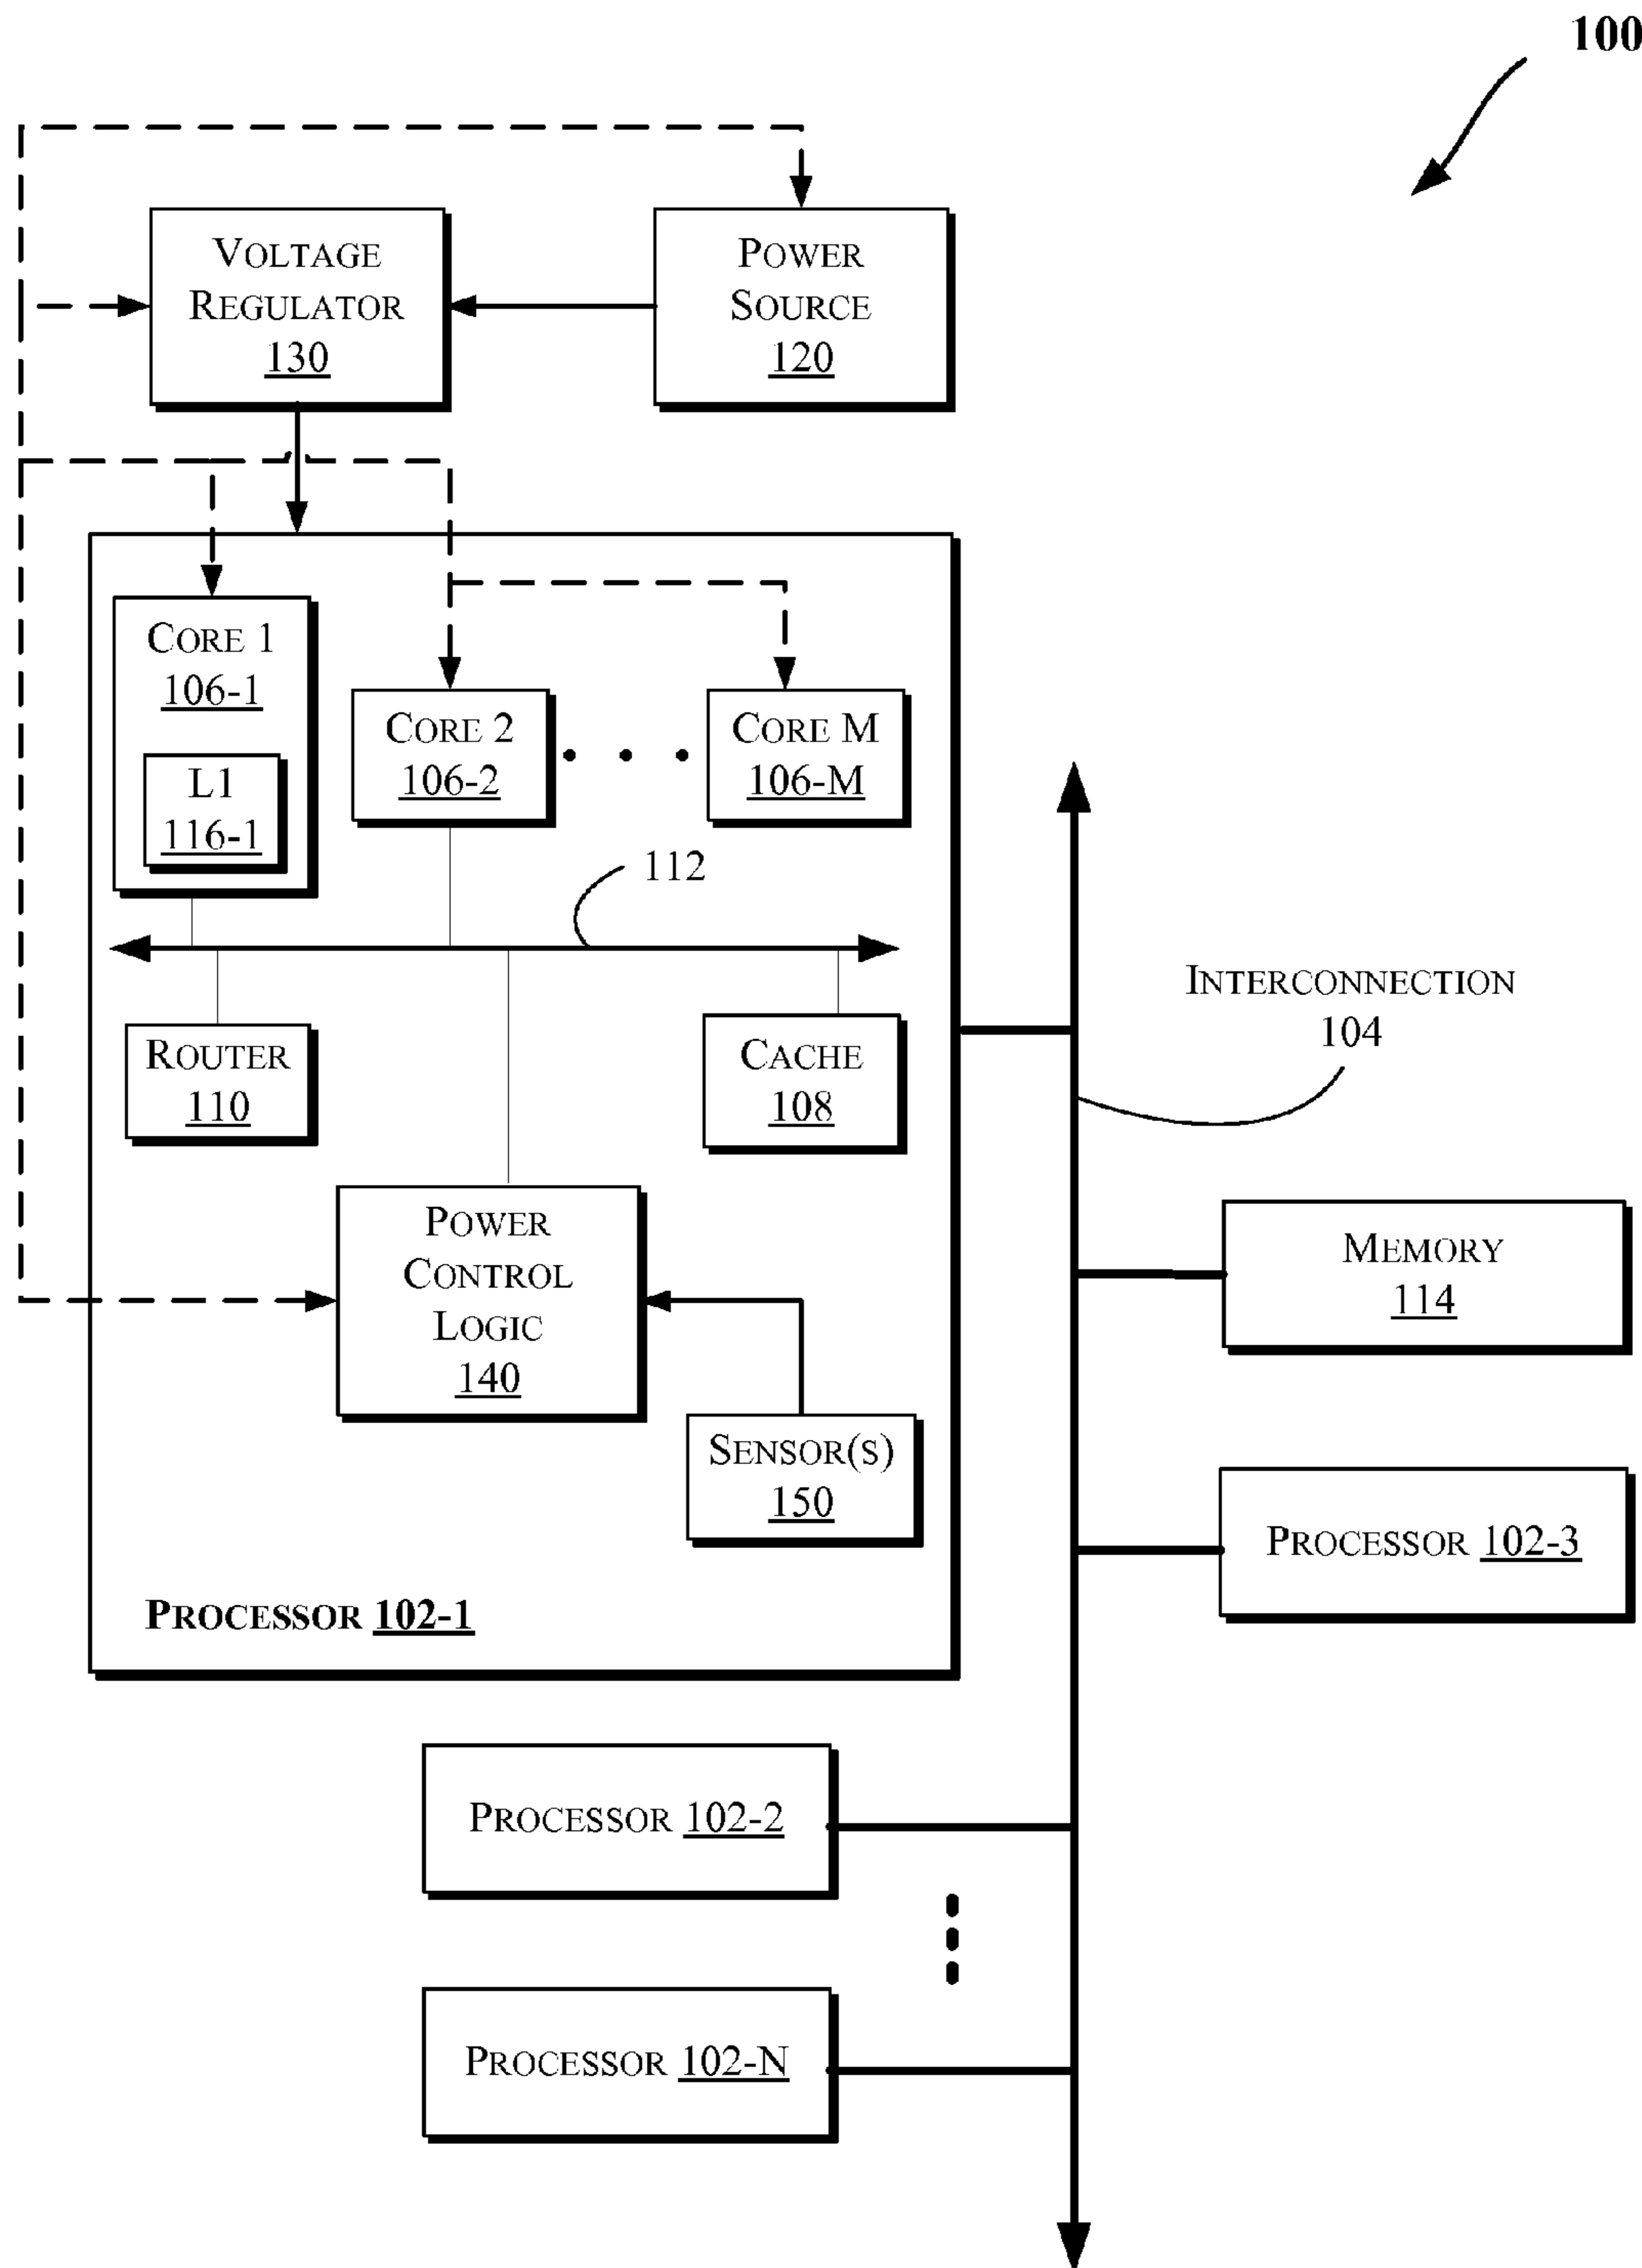 100
VOLTAGE
REGULATOR
130
POWER
SOURCE
120
CORE 1
106-1
L1
116-1
CORE 2
106-2
CORE M
106-M
112
ROUTER
110
CACHE
108
INTERCONNECTION
104
POWER
CONTROL
LOGIC
140
SENSOR(S)
150
PROCESSOR 102-1
MEMORY
114
PROCESSOR 102-3
PROCESSOR 102-2
PROCESSOR 102-N